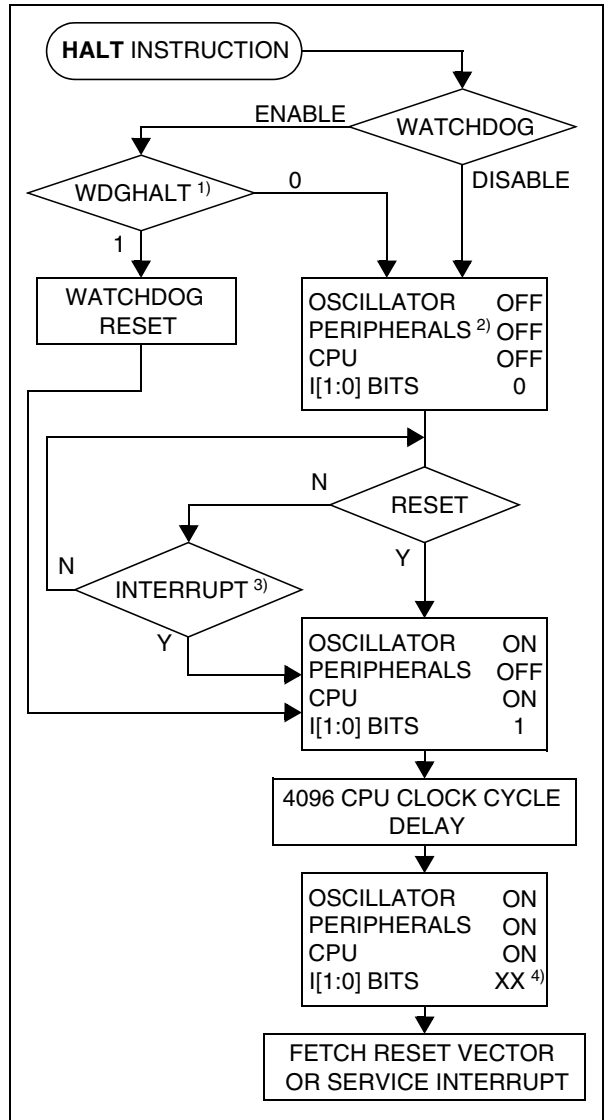 HALT INSTRUCTION
ENABLE
WATCHDOG
WDGHALT 1)
0
DISABLE
1
WATCHDOG
RESET
OSCILLATOR OFF
PERIPHERALS 2) OFF
CPU OFF
I[1:0] BITS 0
N
RESET
Y
N
INTERRUPT 3)
Y
OSCILLATOR ON
PERIPHERALS OFF
CPU ON
I[1:0] BITS 1
4096 CPU CLOCK CYCLE
DELAY
OSCILLATOR ON
PERIPHERALS ON
CPU ON
I[1:0] BITS XX 4)
FETCH RESET VECTOR
OR SERVICE INTERRUPT